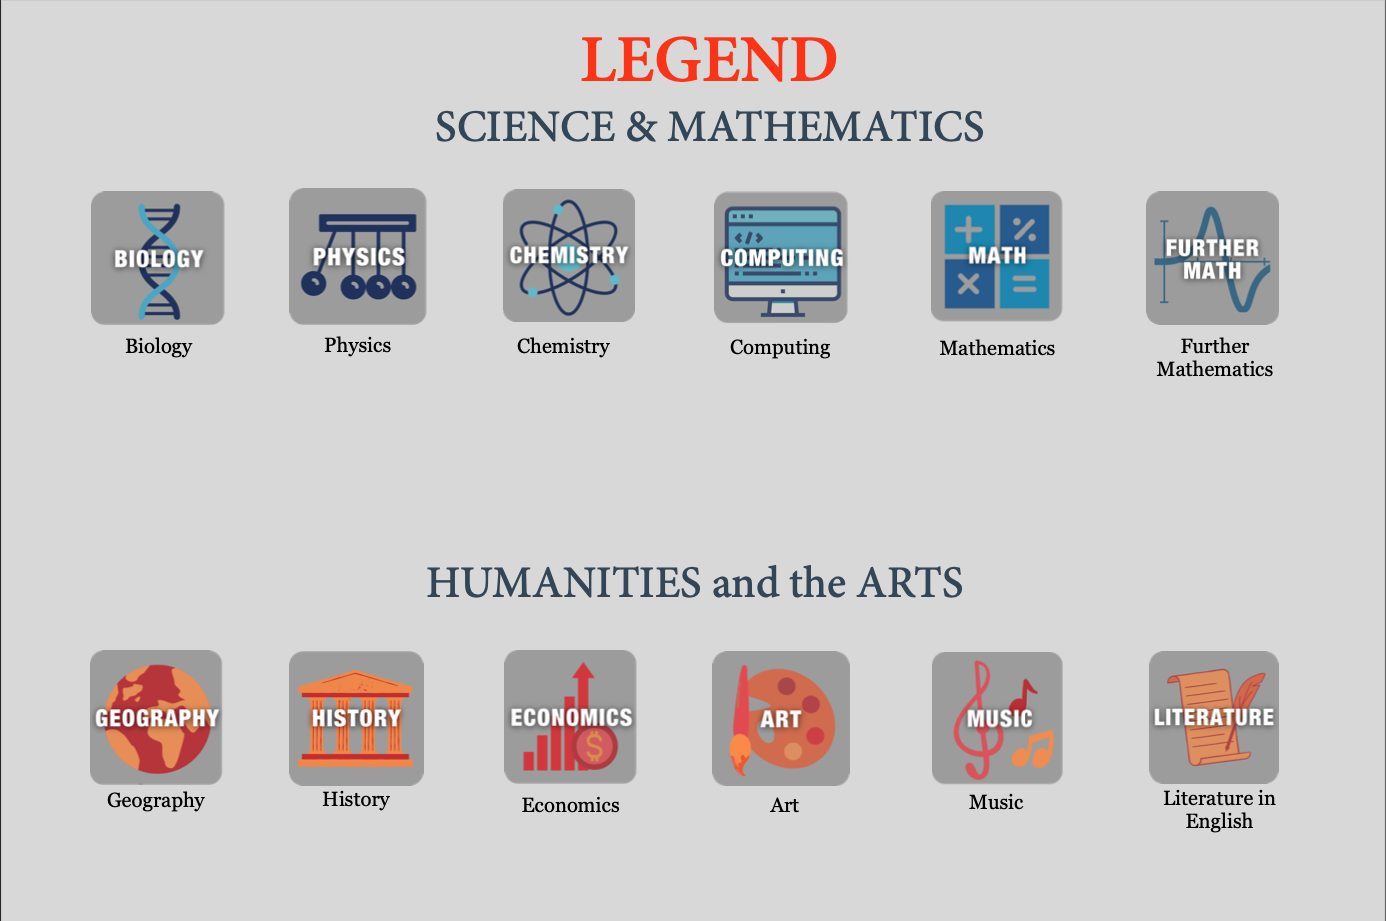 LEGEND
SCIENCE & MATHEMATICS
BIOLOGY
PHYSICS
CHEMISTRY
COMPUTING
MATH
FURTHER
MATH
Biology
Physics
Chemistry
Computing
Mathematics
Further
Mathematics
HUMANITIES and the ARTS
GEOGRAPHY
HISTORY
ECONOMICS
ART
MUSIC
LITERATURE
Geography
History
Economics
Art
Music
Literature in
English